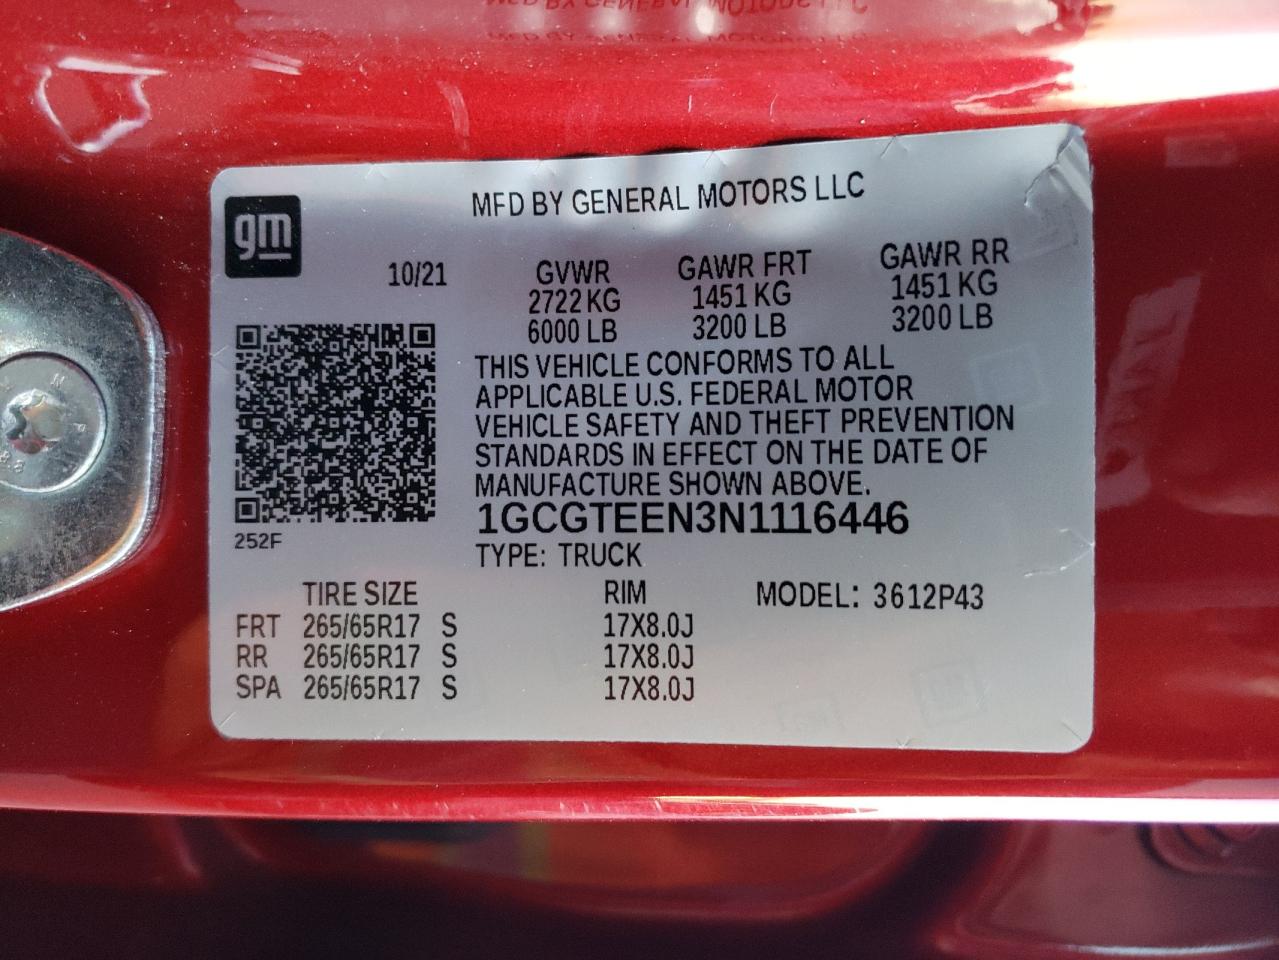 MFD BY GENERAL MOTORS LLC
gm
10/21
GVWR GAWR FRT GAWR RR
2722 KG 1451 KG 1451 KG
6000 LB 3200 LB 3200 LB
THIS VEHICLE CONFORMS TO ALL
APPLICABLE U.S. FEDERAL MOTOR
VEHICLE SAFETY AND THEFT PREVENTION
STANDARDS IN EFFECT ON THE DATE OF
MANUFACTURE SHOWN ABOVE.
1GCGTEEN3N1116446
252F
TYPE: TRUCK
TIRE SIZE RIM MODEL: 3612P43
FRT 265/65R17 S 17X8.0J
RR 265/65R17 S 17X8.0J
SPA 265/65R17 S 17X8.0J